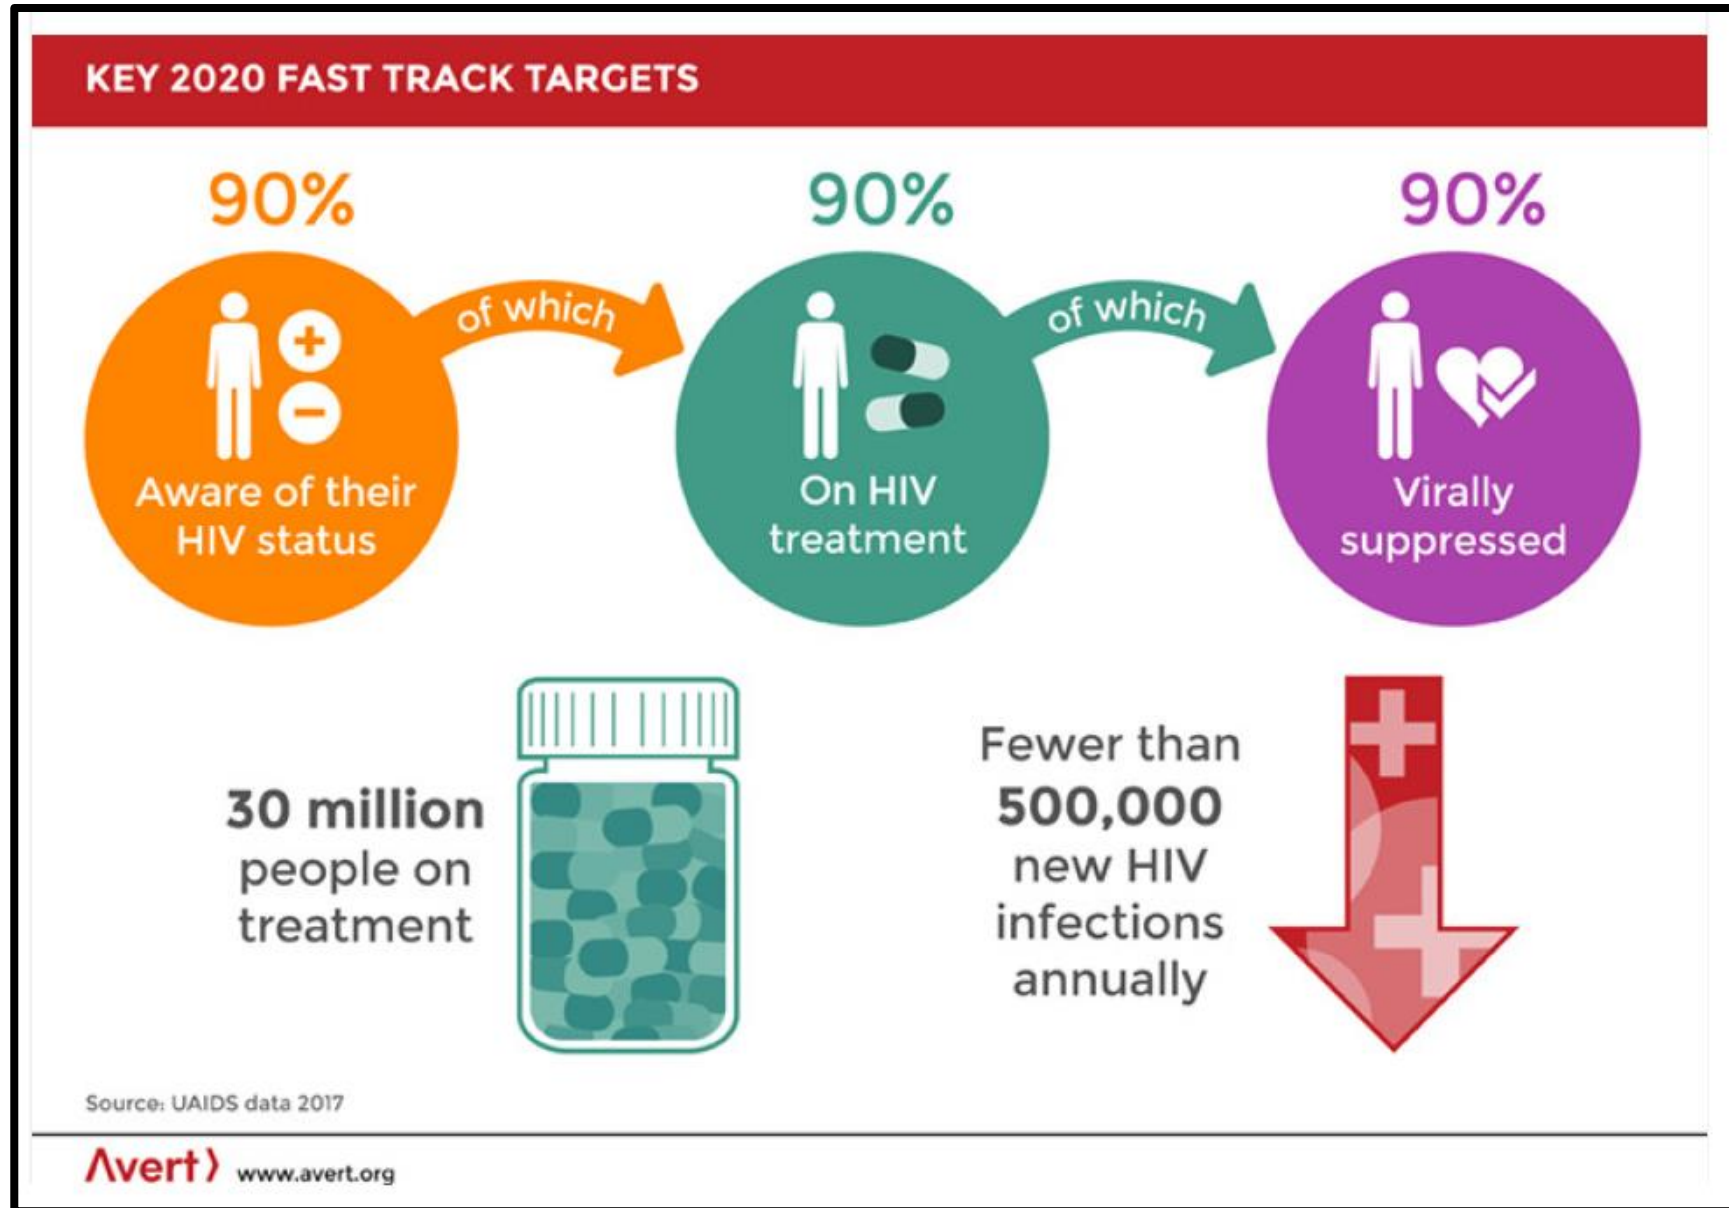 KEY 2020 FAST TRACK TARGETS
90%
of which
Aware of their
HIV status
90%
of which
On HIV
treatment
90%
Virally
suppressed
30 million
people on
treatment
Fewer than
500,000
new HIV
infections
annually
Source: UAIDS data 2017
Avert www.avert.org